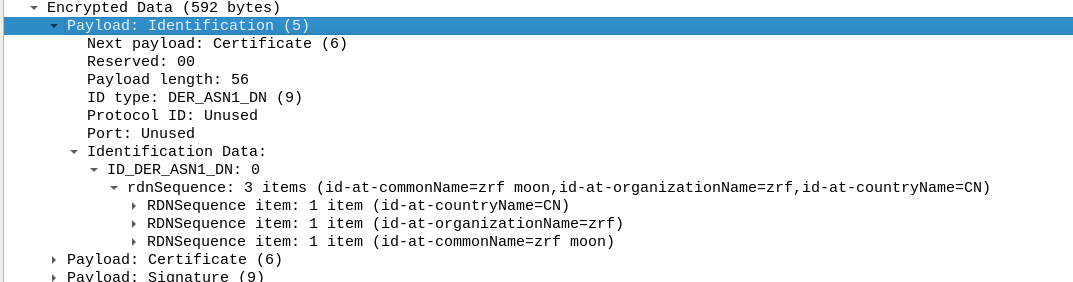 Encrypted Data (592 bytes)
Payload: Identification (5)
Next payload: Certificate (6)
Reserved: 00
Payload length: 56
ID type: DER_ASN1_DN (9)
Protocol ID: Unused
Port: Unused
Identification Data:
ID_DER_ASN1_DN: 0
rdnSequence: 3 items (id-at-commonName=zrf moon,id-at-organizationName=zrf,id-at-countryName=CN)
RDNSequence item: 1 item (id-at-countryName=CN)
RDNSequence item: 1 item (id-at-organizationName=zrf)
RDNSequence item: 1 item (id-at-commonName=zrf moon)
Payload: Certificate (6)
Payload: Signature (9)